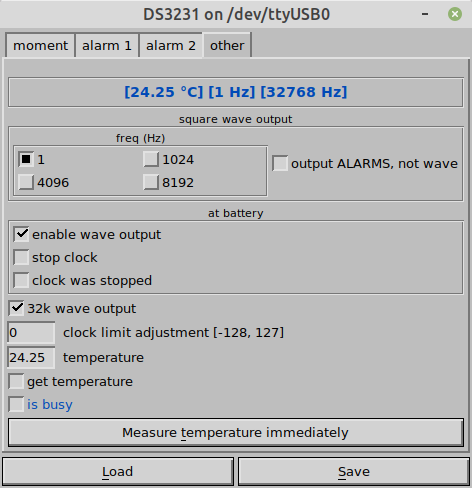 DS3231 on /dev/ttyUSB0
moment alarm 1 alarm 2 other
[24.25 °C] [1 Hz] [32768 Hz]
square wave output
freq (Hz)
1 1024
output ALARMS, not wave
4096 8192
at battery
enable wave output
stop clock
clock was stopped
32k wave output
0 clock limit adjustment [-128, 127]
24.25 temperature
get temperature
is busy
Measure temperature immediately
Load Save